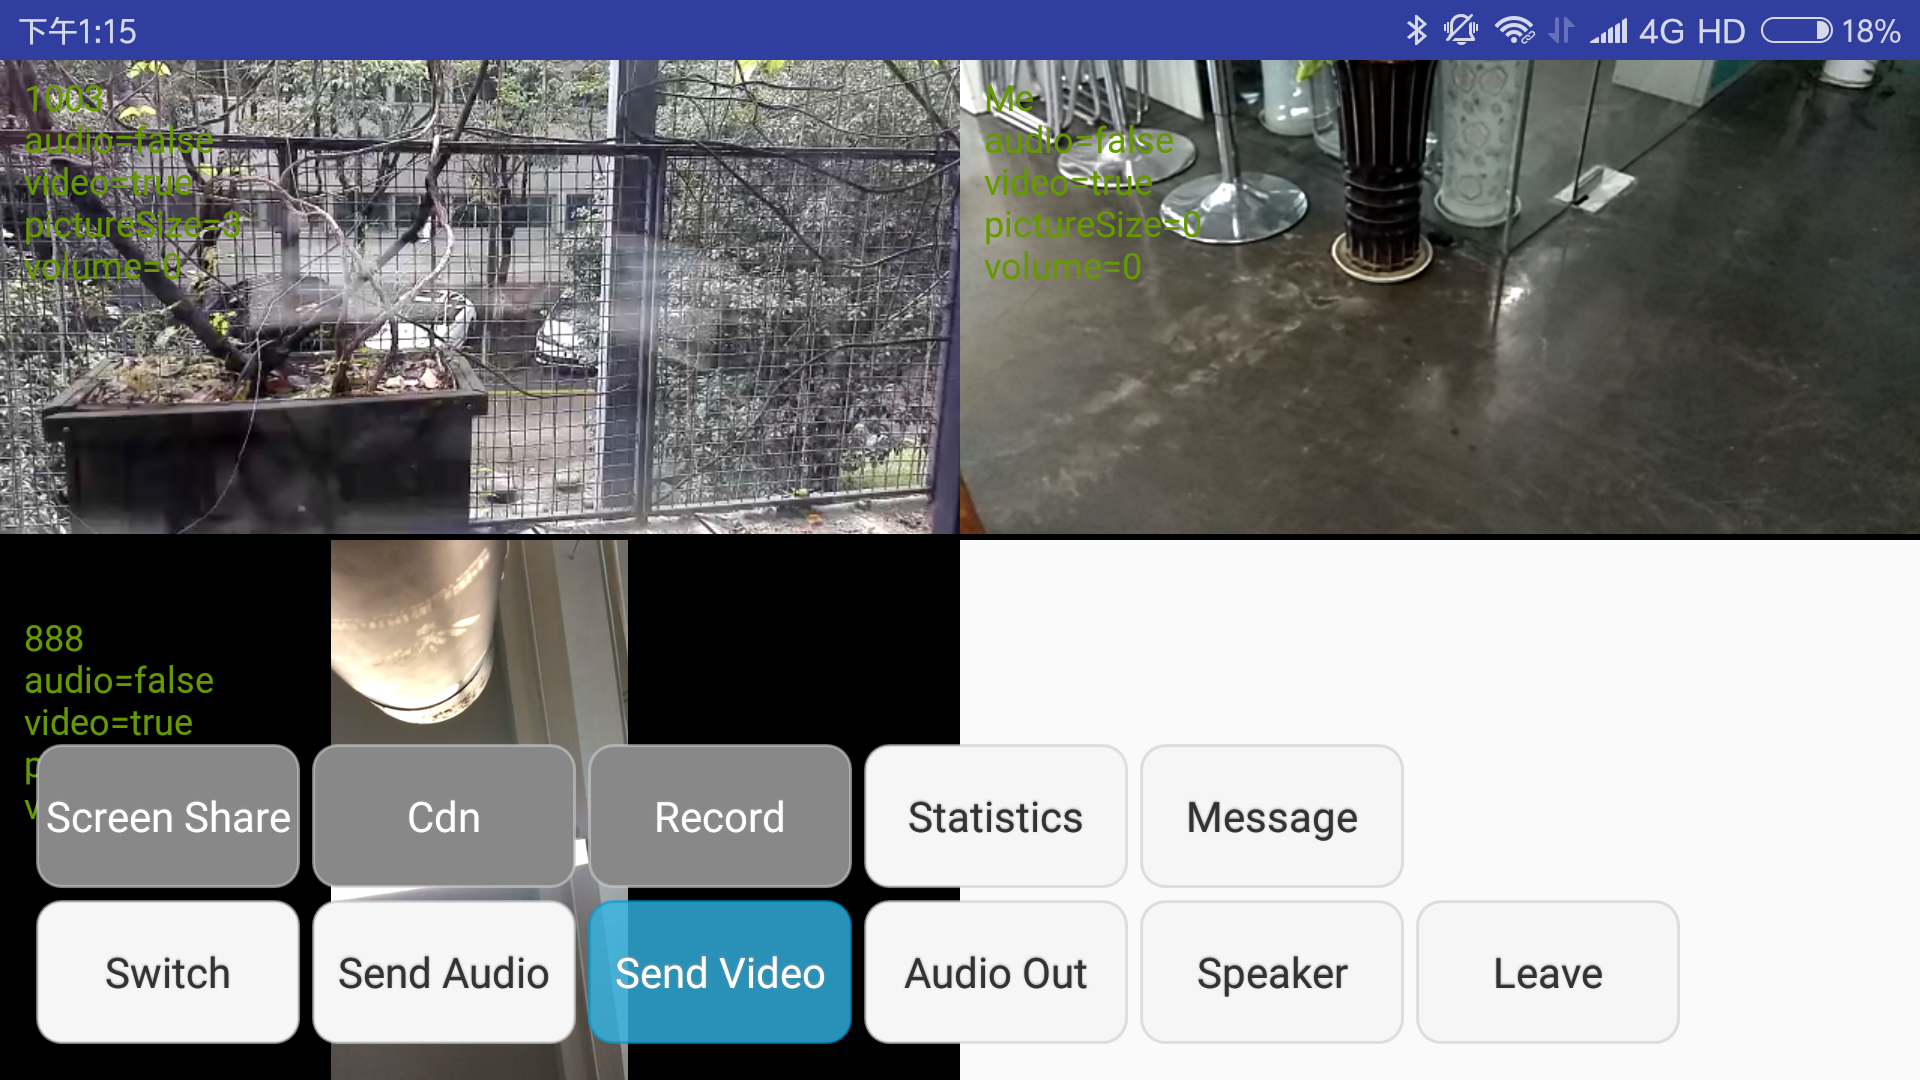 下午1:15
4G HD 18%
1003
audio=false
video=true
pictureSize=3
volume=0
Me
audio=false
video=true
pictureSize=0
volume=0
888
audio=false
video=true
p
v
Screen Share
Cdn
Record
Statistics
Message
Switch
Send Audio
Send Video
Audio Out
Speaker
Leave